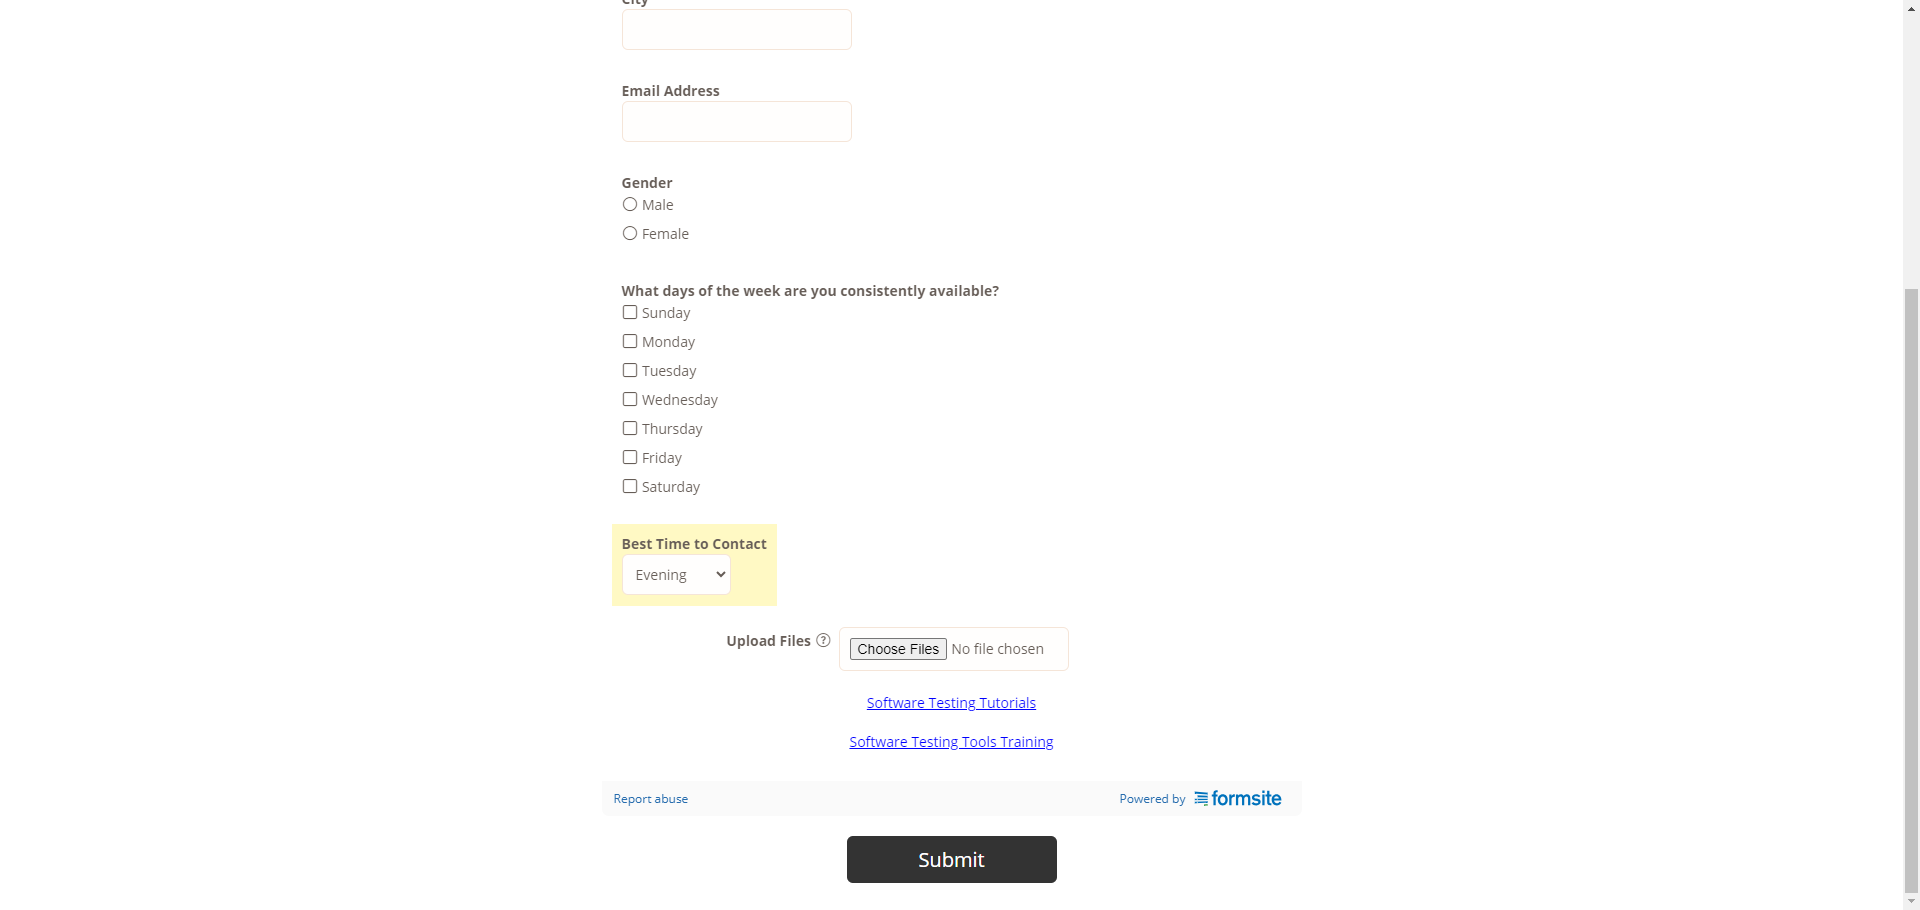 City
Email Address
Gender
Male
Female
What days of the week are you consistently available?
Sunday
Monday
Tuesday
Wednesday
Thursday
Friday
Saturday
Best Time to Contact
Evening
Upload Files ? Choose Files No file chosen
Software Testing Tutorials
Software Testing Tools Training
Report abuse Powered by formsite
Submit